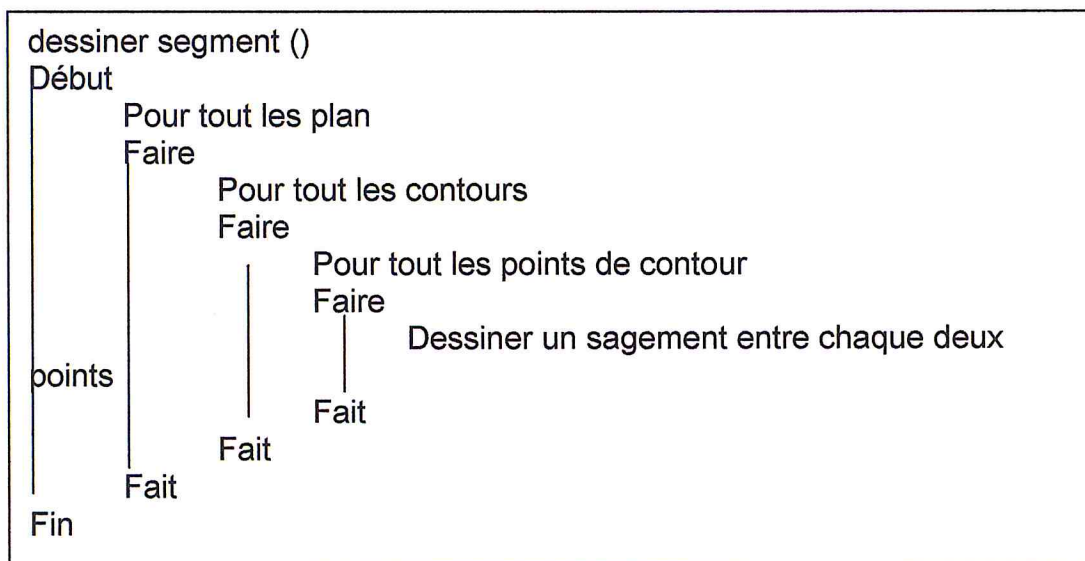 dessiner segment ()
Début
Pour tout les plan
Faire
Pour tout les contours
Faire
Pour tout les points de contour
Faire
Dessiner un sagement entre chaque deux
points
Fait
Fait
Fait
Fin